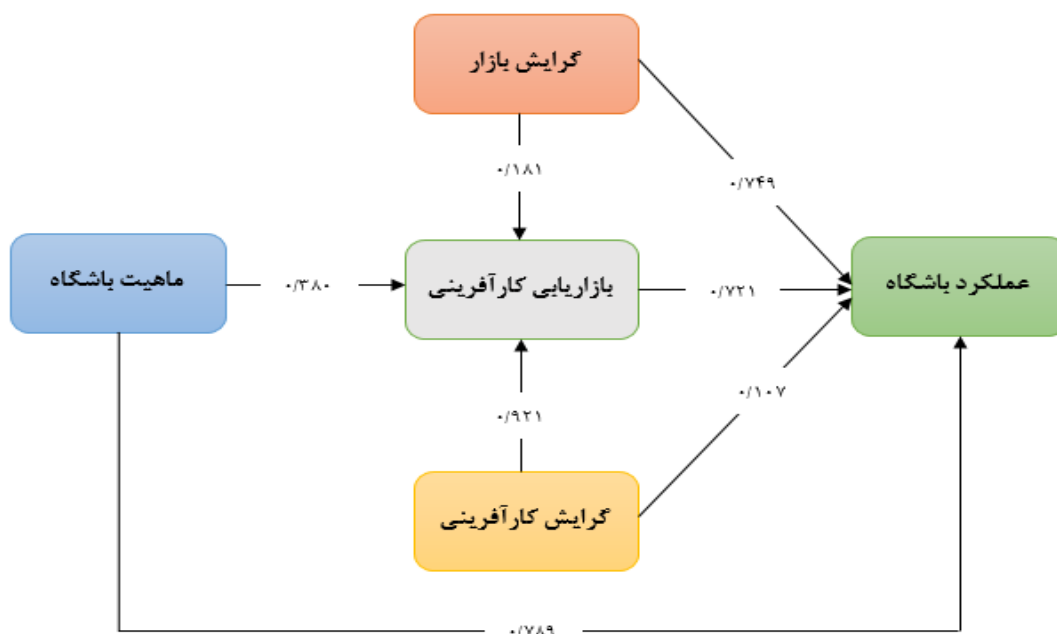 گرایش بازار
۰/۱۸۱
۰/۷۴۹
ماهیت باشگاه
۰/۳۸۰
بازاریابی کارآفرینی
۰/۷۲۱
عملکرد باشگاه
۰/۹۲۱
۰/۱۰۷
گرایش کارآفرینی
۰/۷۸۹